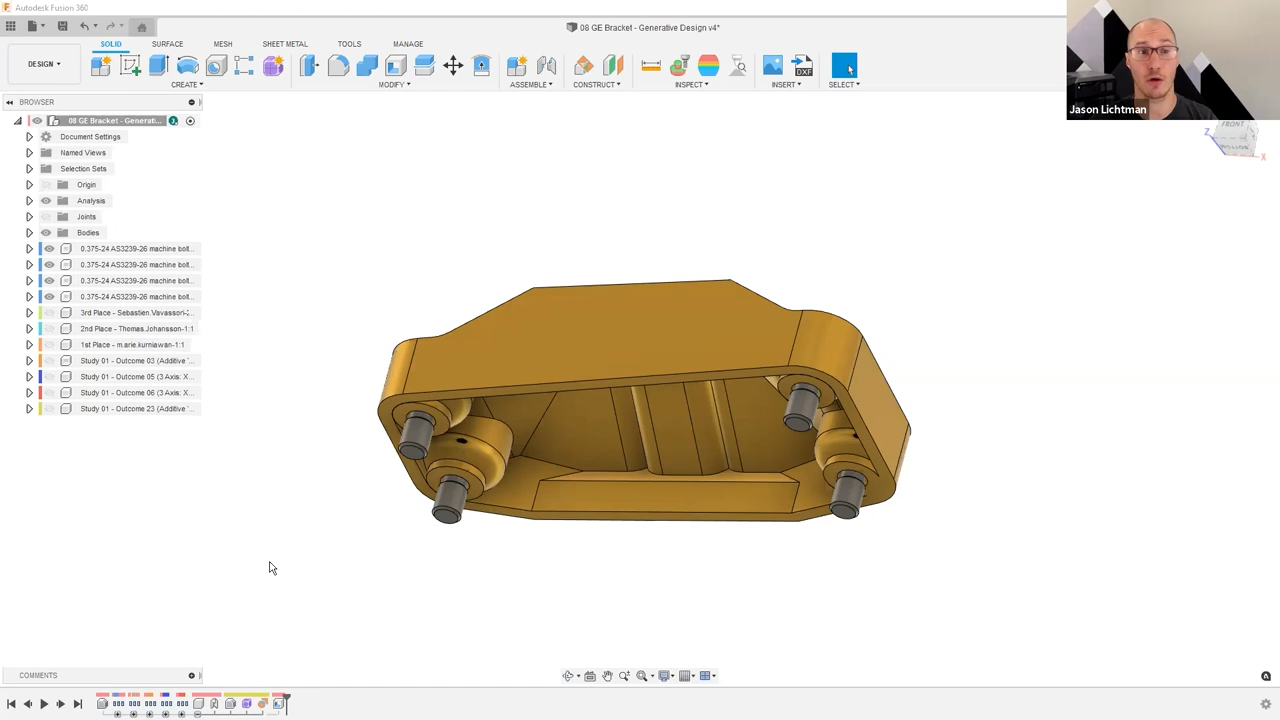 Autodesk Fusion 360
08 GE Bracket - Generative Design v4*
DESIGN
SOLID
SURFACE
MESH
SHEET METAL
TOOLS
MANAGE
CREATE
MODIFY
ASSEMBLE
CONSTRUCT
INSPECT
INSERT
SELECT
DXF
Jason Lichtman
FRONT
Z
X
BROWSER
08 GE Bracket - Generati...
Document Settings
Named Views
Selection Sets
Origin
Analysis
Joints
Bodies
0.375-24 AS3239-26 machine bolt...
0.375-24 AS3239-26 machine bolt...
0.375-24 AS3239-26 machine bolt...
0.375-24 AS3239-26 machine bolt...
3rd Place - Sebastien.Vavassori-2...
2nd Place - Thomas.Johansson-1:1
1st Place - m.arie.kurniawan-1:1
Study 01 - Outcome 03 (Additive '...
Study 01 - Outcome 05 (3 Axis: X...
Study 01 - Outcome 06 (3 Axis: X...
Study 01 - Outcome 23 (Additive '...
COMMENTS